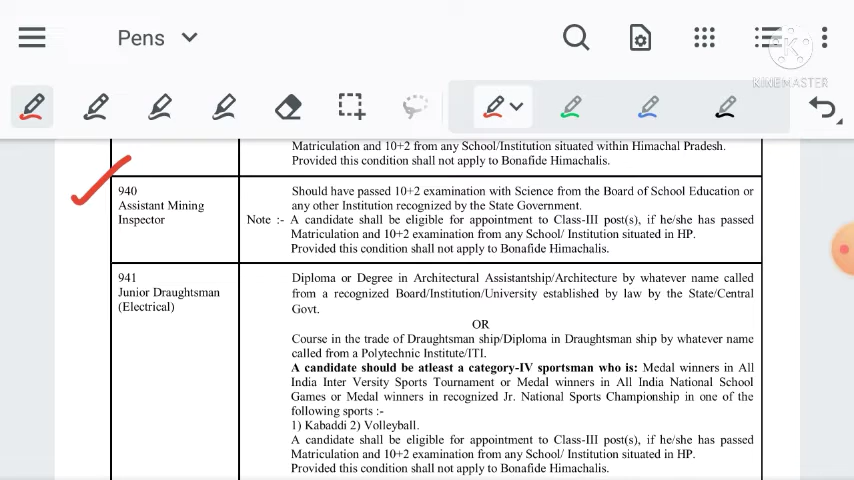 Pens
K
KINEMASTER
Matriculation and 10+2 from any School/Institution situated within Himachal Pradesh.
Provided this condition shall not apply to Bonafide Himachalis.
940
Assistant Mining
Inspector
Should have passed 10+2 examination with Science from the Board of School Education or
any other Institution recognized by the State Government.
Note :- A candidate shall be eligible for appointment to Class-III post(s), if he/she has passed
Matriculation and 10+2 examination from any School/ Institution situated in HP.
Provided this condition shall not apply to Bonafide Himachalis.
941
Junior Draughtsman
(Electrical)
Diploma or Degree in Architectural Assistantship/Architecture by whatever name called
from a recognized Board/Institution/University established by law by the State/Central
Govt.
OR
Course in the trade of Draughtsman ship/Diploma in Draughtsman ship by whatever name
called from a Polytechnic Institute/ITI.
A candidate should be atleast a category-IV sportsman who is: Medal winners in All
India Inter Versity Sports Tournament or Medal winners in All India National School
Games or Medal winners in recognized Jr. National Sports Championship in one of the
following sports :-
1) Kabaddi 2) Volleyball.
A candidate shall be eligible for appointment to Class-III post(s), if he/she has passed
Matriculation and 10+2 examination from any School/ Institution situated in HP.
Provided this condition shall not apply to Bonafide Himachalis.